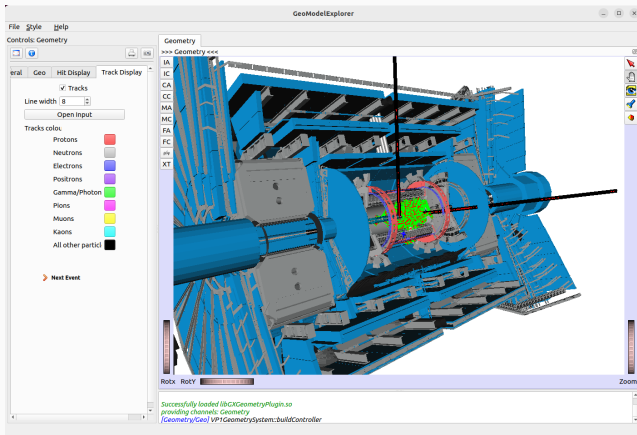 GeoModelExplorer
File Style Help
Controls: Geometry
Geometry
>>> Geometry <<<
eral Geo Hit Display Track Display
Tracks
Line width 8
Open Input
Tracks colou
Protons
Neutrons
Electrons
Positrons
Gamma/Photon
Pions
Muons
Kaons
All other particl
Next Event
IA
IC
CA
CC
MA
MC
FA
FC
XT
Rotx RotY
Zoom
Successfully loaded libGXGeometryPlugin.so
providing channels: Geometry
[Geometry/Geo] VP1GeometrySystem::buildController